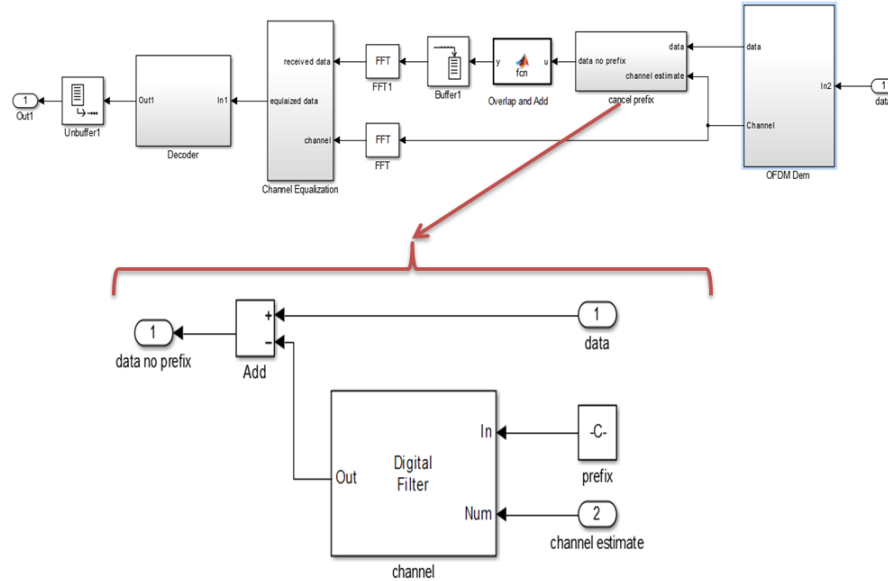 received data
equlaized data
channel
Channel Equalization
FFT
FFT1
FFT
FFT
Buffer1
y
fcn
u
Overlap and Add
data
data no prefix
channel estimate
cancel prefix
data
Channel
In2
OFDM Dem
1
data
1
Out1
Unbuffer1
Out1
In1
Decoder
1
data no prefix
+
−
Add
1
data
In
Out
Digital
Filter
Num
channel
-C-
prefix
2
channel estimate